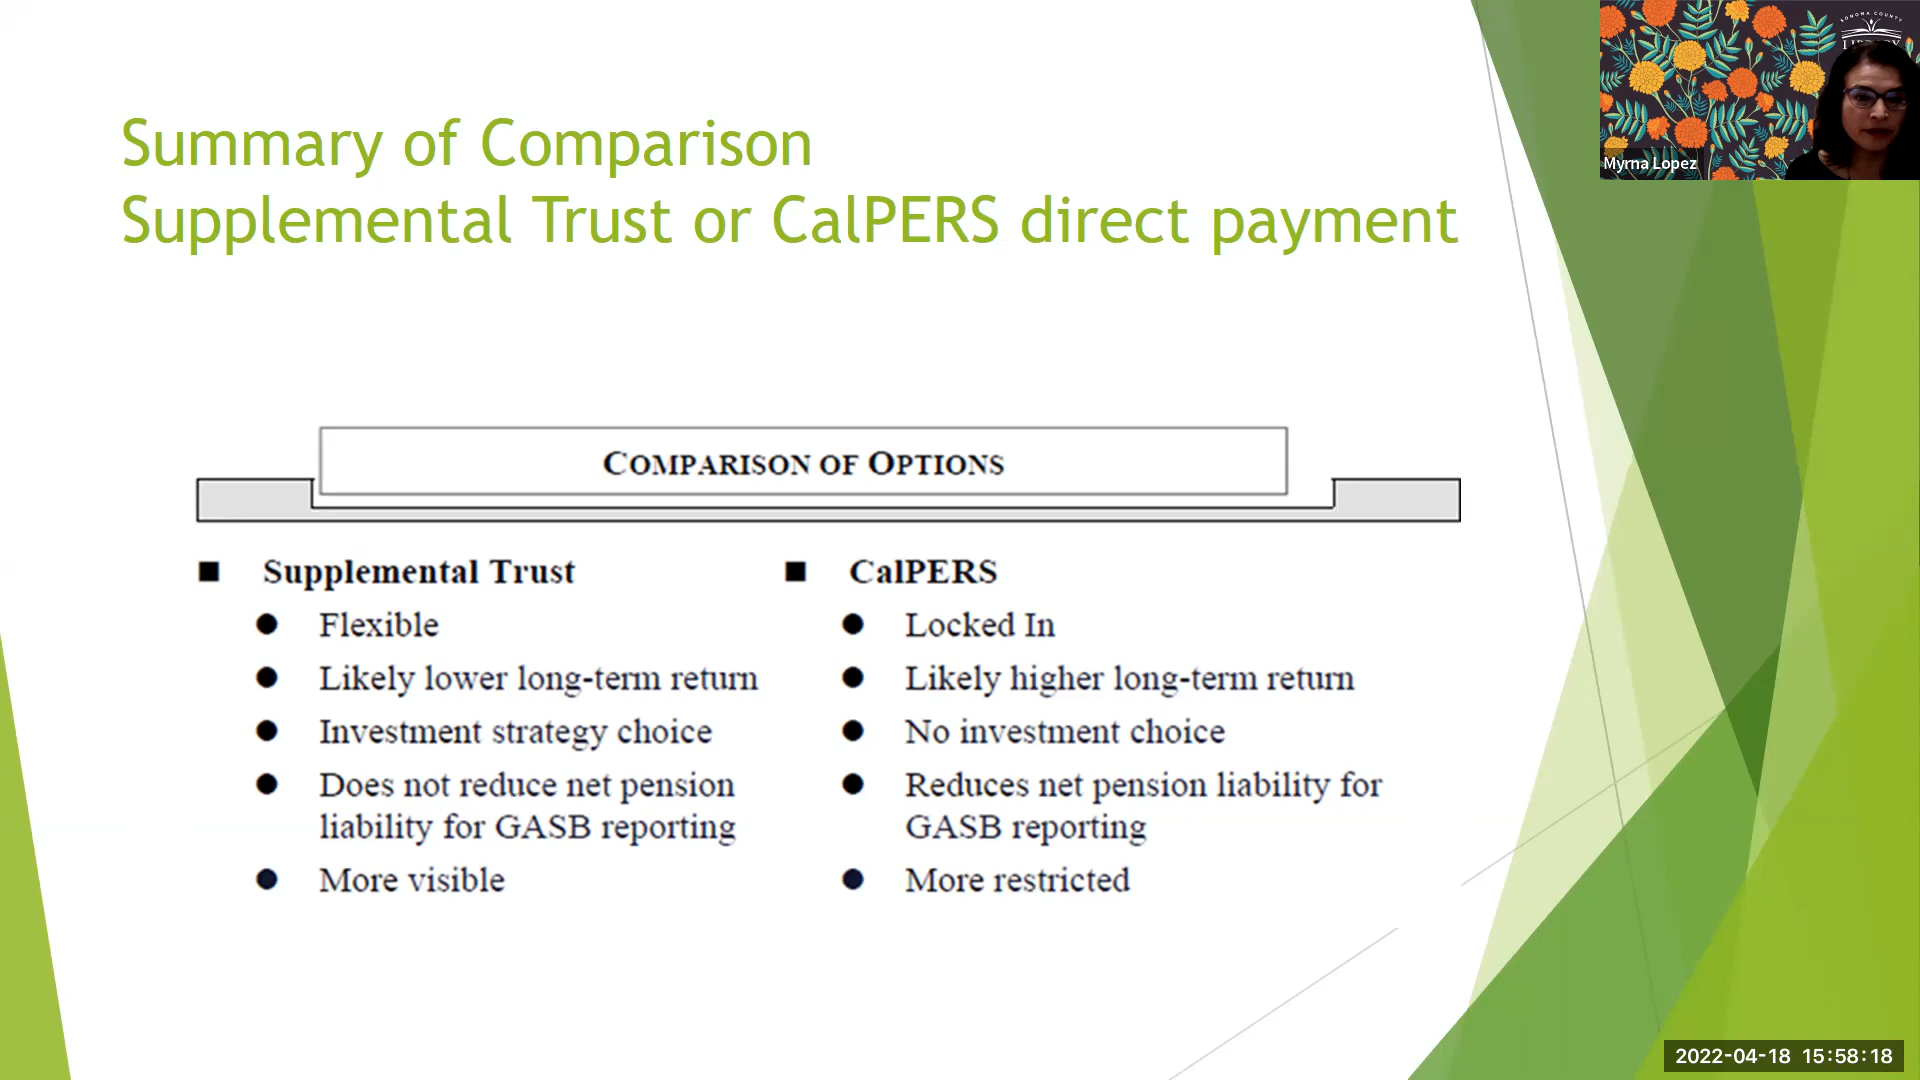 Summary of Comparison
Supplemental Trust or CalPERS direct payment
SONOMA COUNTY
LIBRARY
Myrna Lopez
COMPARISON OF OPTIONS
Supplemental Trust
Flexible
Likely lower long-term return
Investment strategy choice
Does not reduce net pension
liability for GASB reporting
More visible
CalPERS
Locked In
Likely higher long-term return
No investment choice
Reduces net pension liability for
GASB reporting
More restricted
2022-04-18 15:58:18